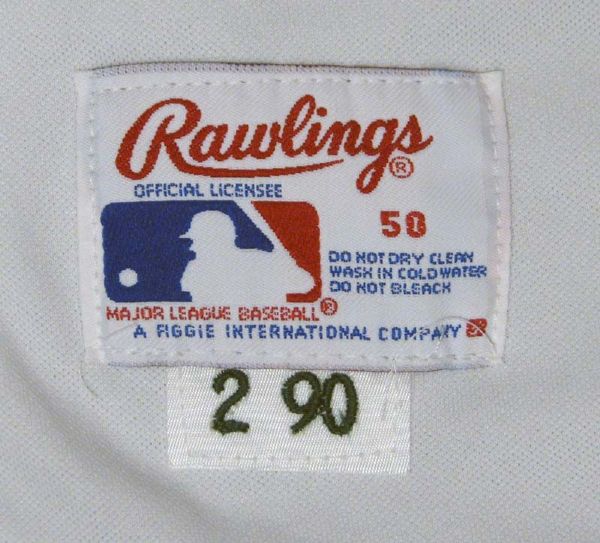 Rawlings®
OFFICIAL LICENSEE
50
DO NOT DRY CLEAN
WASH IN COLD WATER
DO NOT BLEACH
MAJOR LEAGUE BASEBALL®
A FIGGIE INTERNATIONAL COMPANY
2 90